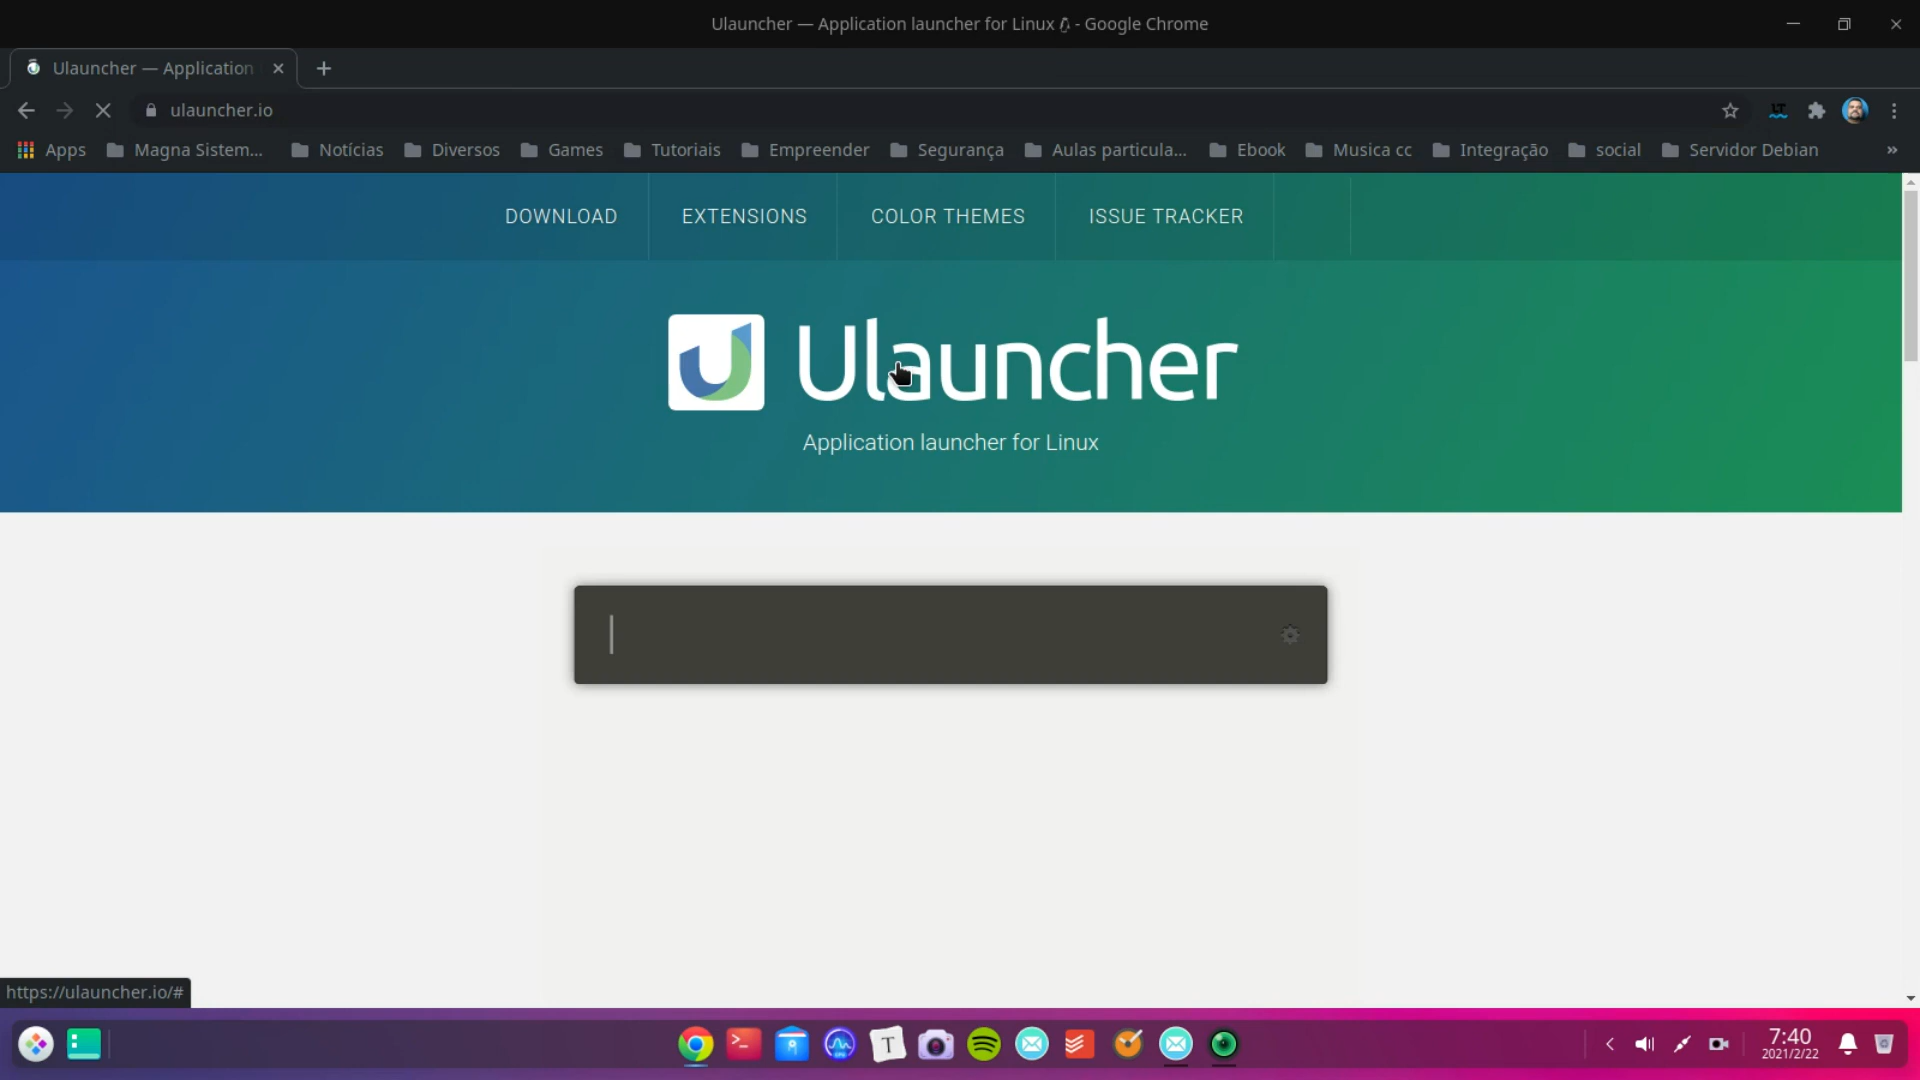 Ulauncher — Application launcher for Linux 🐧 - Google Chrome
Ulauncher — Application
ulauncher.io
LT
Apps Magna Sistem... Notícias Diversos Games Tutoriais Empreender Segurança Aulas particula... Ebook Musica cc Integração social Servidor Debian »
DOWNLOAD EXTENSIONS COLOR THEMES ISSUE TRACKER
Ulauncher
Application launcher for Linux
https://ulauncher.io/#
T
7:40
2021/2/22